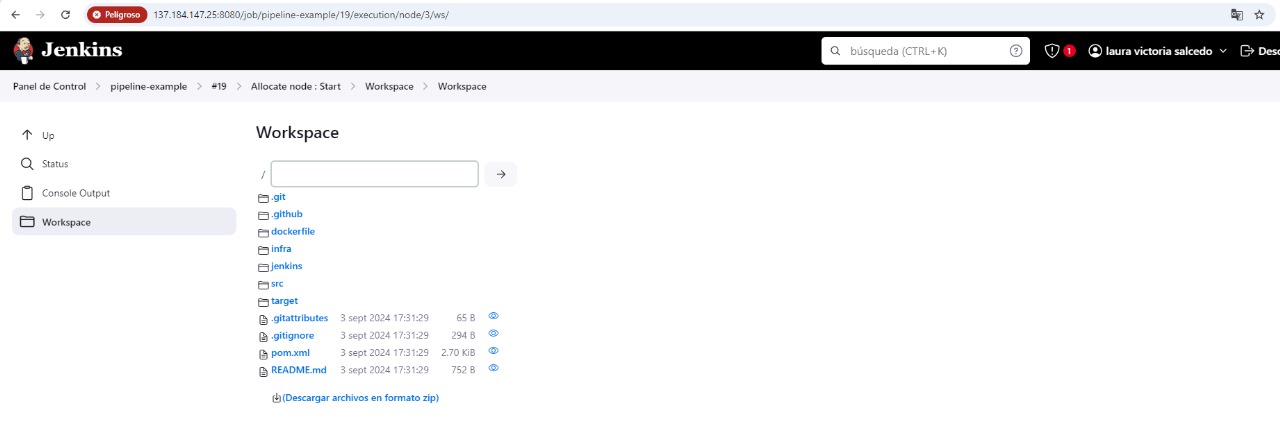 Peligroso 137.184.147.25:8080/job/pipeline-example/19/execution/node/3/ws/
Jenkins búsqueda (CTRL+K) 1 laura victoria salcedo Desc
Panel de Control > pipeline-example > #19 > Allocate node : Start > Workspace > Workspace
Up
Status
Console Output
Workspace
Workspace
/
.git
.github
dockerfile
infra
jenkins
src
target
.gitattributes 3 sept 2024 17:31:29 65 B
.gitignore 3 sept 2024 17:31:29 294 B
pom.xml 3 sept 2024 17:31:29 2.70 KiB
README.md 3 sept 2024 17:31:29 752 B
(Descargar archivos en formato zip)